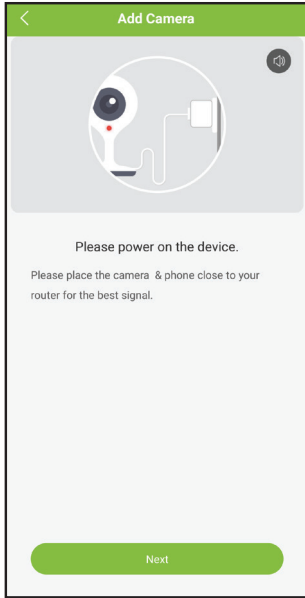 Add Camera
Please power on the device.
Please place the camera & phone close to your
router for the best signal.
Next